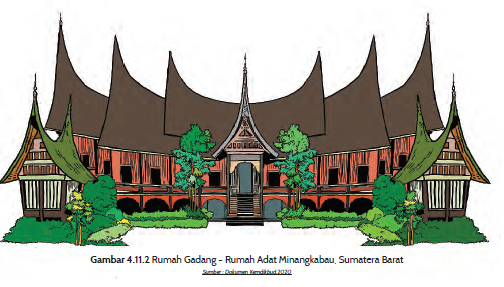 Gambar 4.11.2 Rumah Gadang - Rumah Adat Minangkabau, Sumatera Barat
Sumber : Dokumen Kemdikbud 2020